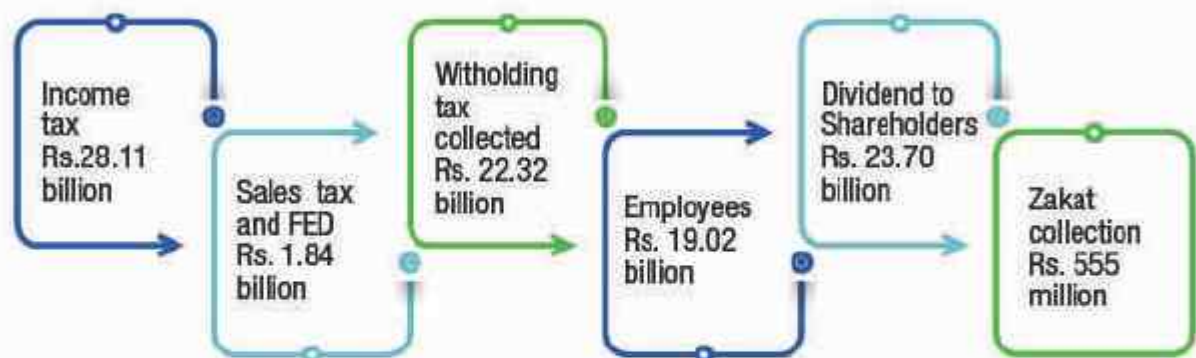 Income
tax
Rs.28.11
billion
Sales tax
and FED
Rs. 1.84
billion
Witholding
tax
collected
Rs. 22.32
billion
Employees
Rs. 19.02
billion
Dividend to
Shareholders
Rs. 23.70
billion
Zakat
collection
Rs. 555
million